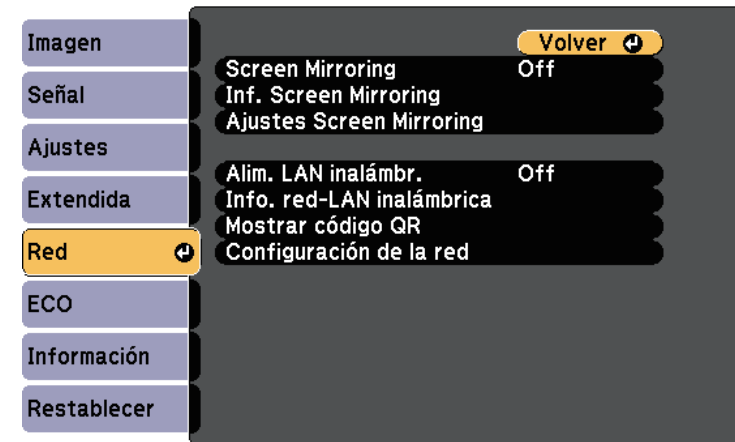 Imagen
Señal
Ajustes
Extendida
Red
ECO
Información
Restablecer
Volver
Screen Mirroring Off
Inf. Screen Mirroring
Ajustes Screen Mirroring
Alim. LAN inalámbr. Off
Info. red-LAN inalámbrica
Mostrar código QR
Configuración de la red